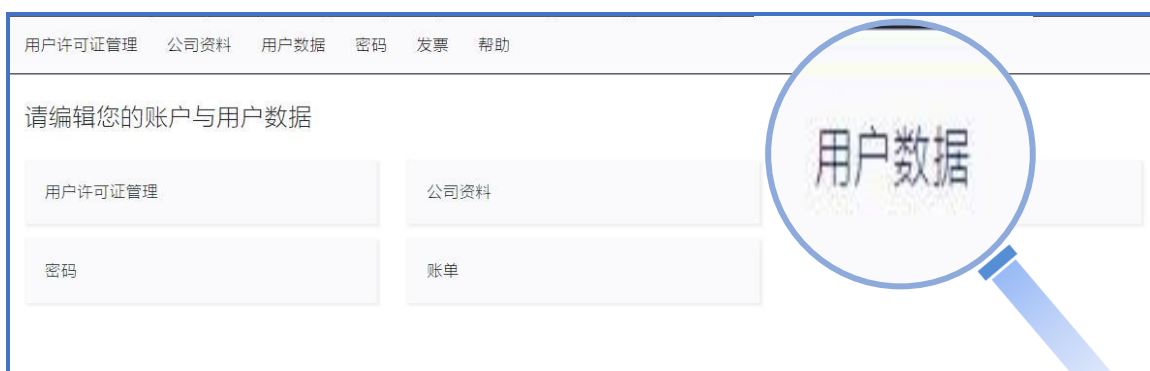 用户许可证管理 公司资料 用户数据 密码 发票 帮助
请编辑您的账户与用户数据
用户许可证管理 公司资料 用户数据
密码 账单